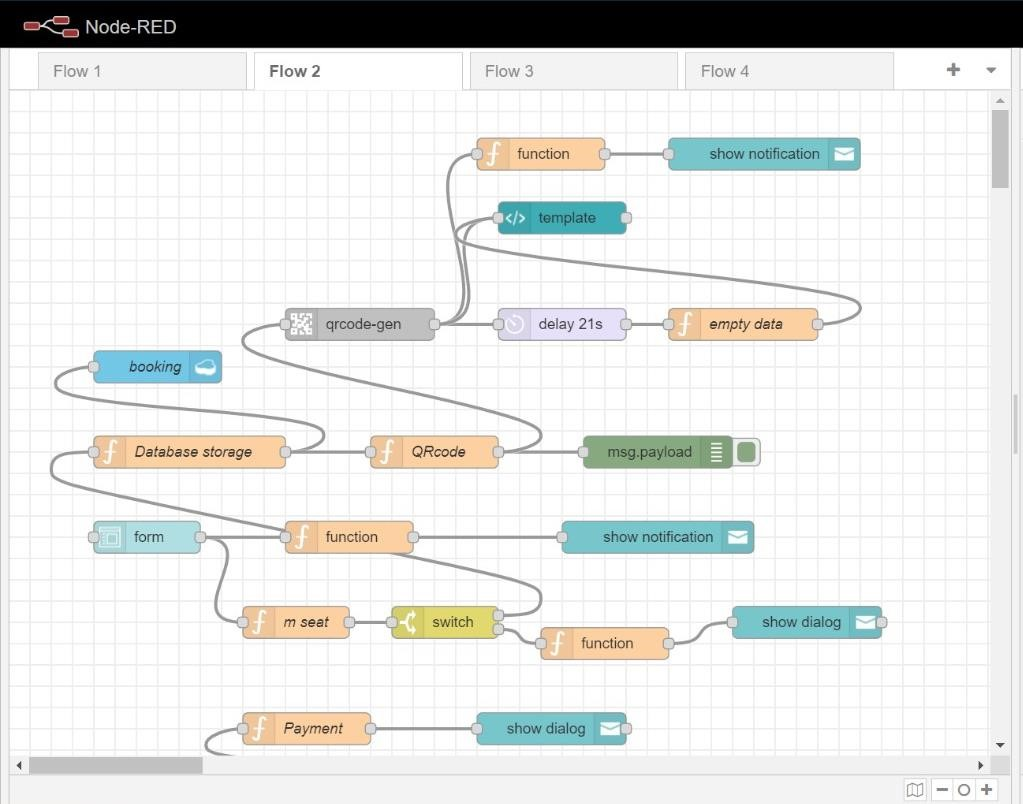 Node-RED
Flow 1
Flow 2
Flow 3
Flow 4
function
show notification
template
qrcode-gen
delay 21s
empty data
booking
Database storage
QRcode
msg.payload
form
function
show notification
m seat
switch
show dialog
function
Payment
show dialog